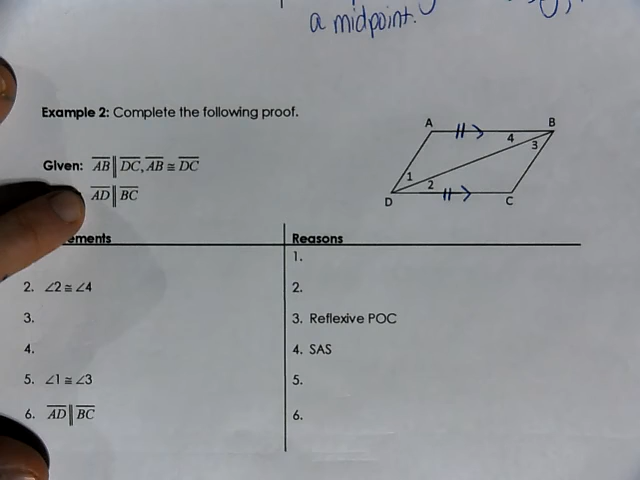 a midpoint.
Example 2: Complete the following proof.
Given: AB ∥ DC, AB ≅ DC
AD ∥ BC
A B
4
3
1
2
D C
ements Reasons
1.
2. ∠2 ≅ ∠4 2.
3. 3. Reflexive POC
4. 4. SAS
5. ∠1 ≅ ∠3 5.
6. AD ∥ BC 6.